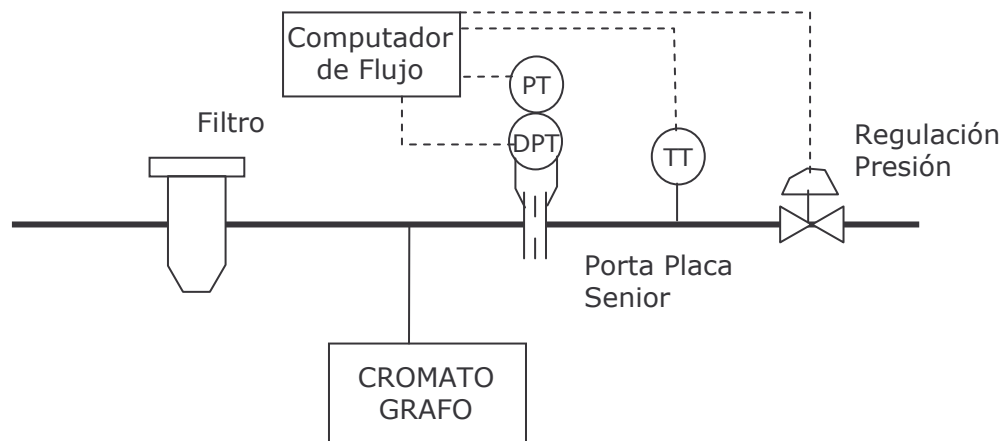 Computador
de Flujo
PT
Filtro
DPT
TT
Regulación
Presión
Porta Placa
Senior
CROMATO
GRAFO